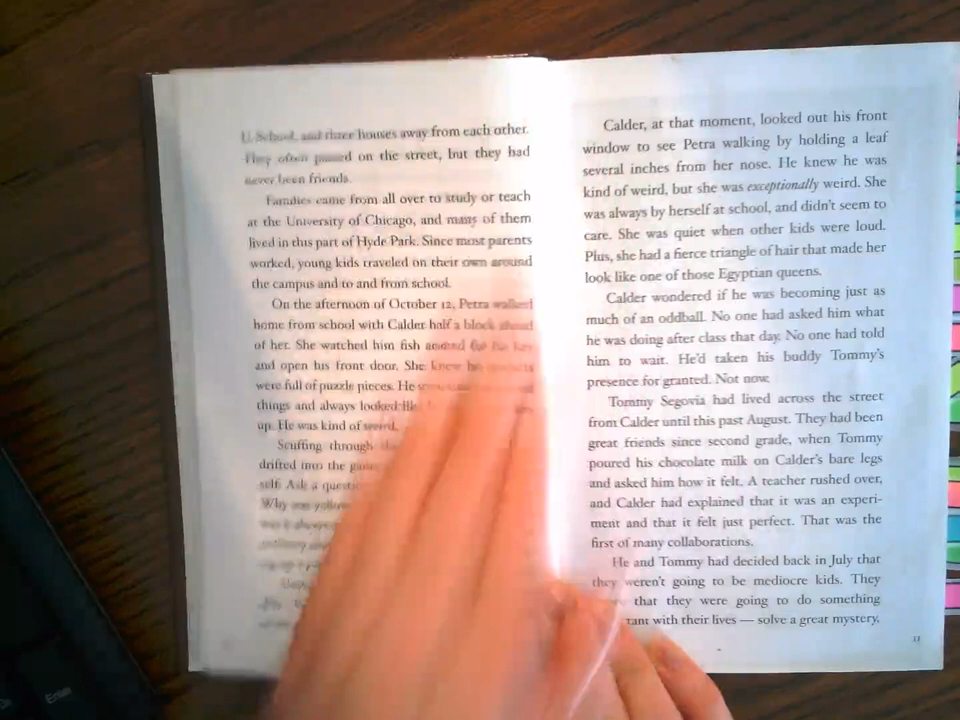 U. School, and three houses away from each other.
They often passed on the street, but they had
never been friends.
Families came from all over to study or teach
at the University of Chicago, and many of them
lived in this part of Hyde Park. Since most parents
worked, young kids traveled on their own around
the campus and to and from school.
On the afternoon of October 12, Petra walked
home from school with Calder half a block ahead
of her. She watched him fish around for his key
and open his front door. She knew his pockets
were full of puzzle pieces. He
things and always looked like
up. He was kind of weird.
Scuffing through
drifted into the
self: Ask a
Why was yellow
was
Calder, at that moment, looked out his front
window to see Petra walking by holding a leaf
several inches from her nose. He knew he was
kind of weird, but she was exceptionally weird. She
was always by herself at school, and didn't seem to
care. She was quiet when other kids were loud.
Plus, she had a fierce triangle of hair that made her
look like one of those Egyptian queens.
Calder wondered if he was becoming just as
much of an oddball. No one had asked him what
he was doing after class that day. No one had told
him to wait. He'd taken his buddy Tommy's
presence for granted. Not now.
Tommy Segovia had lived across the street
from Calder until this past August. They had been
great friends since second grade, when Tommy
poured his chocolate milk on Calder's bare legs
and asked him how it felt. A teacher rushed over,
and Calder had explained that it was an experi-
ment and that it felt just perfect. That was the
first of many collaborations.
He and Tommy had decided back in July that
they weren't going to be mediocre kids. They
that they were going to do something
tant with their lives — solve a great mystery,
11
Enter